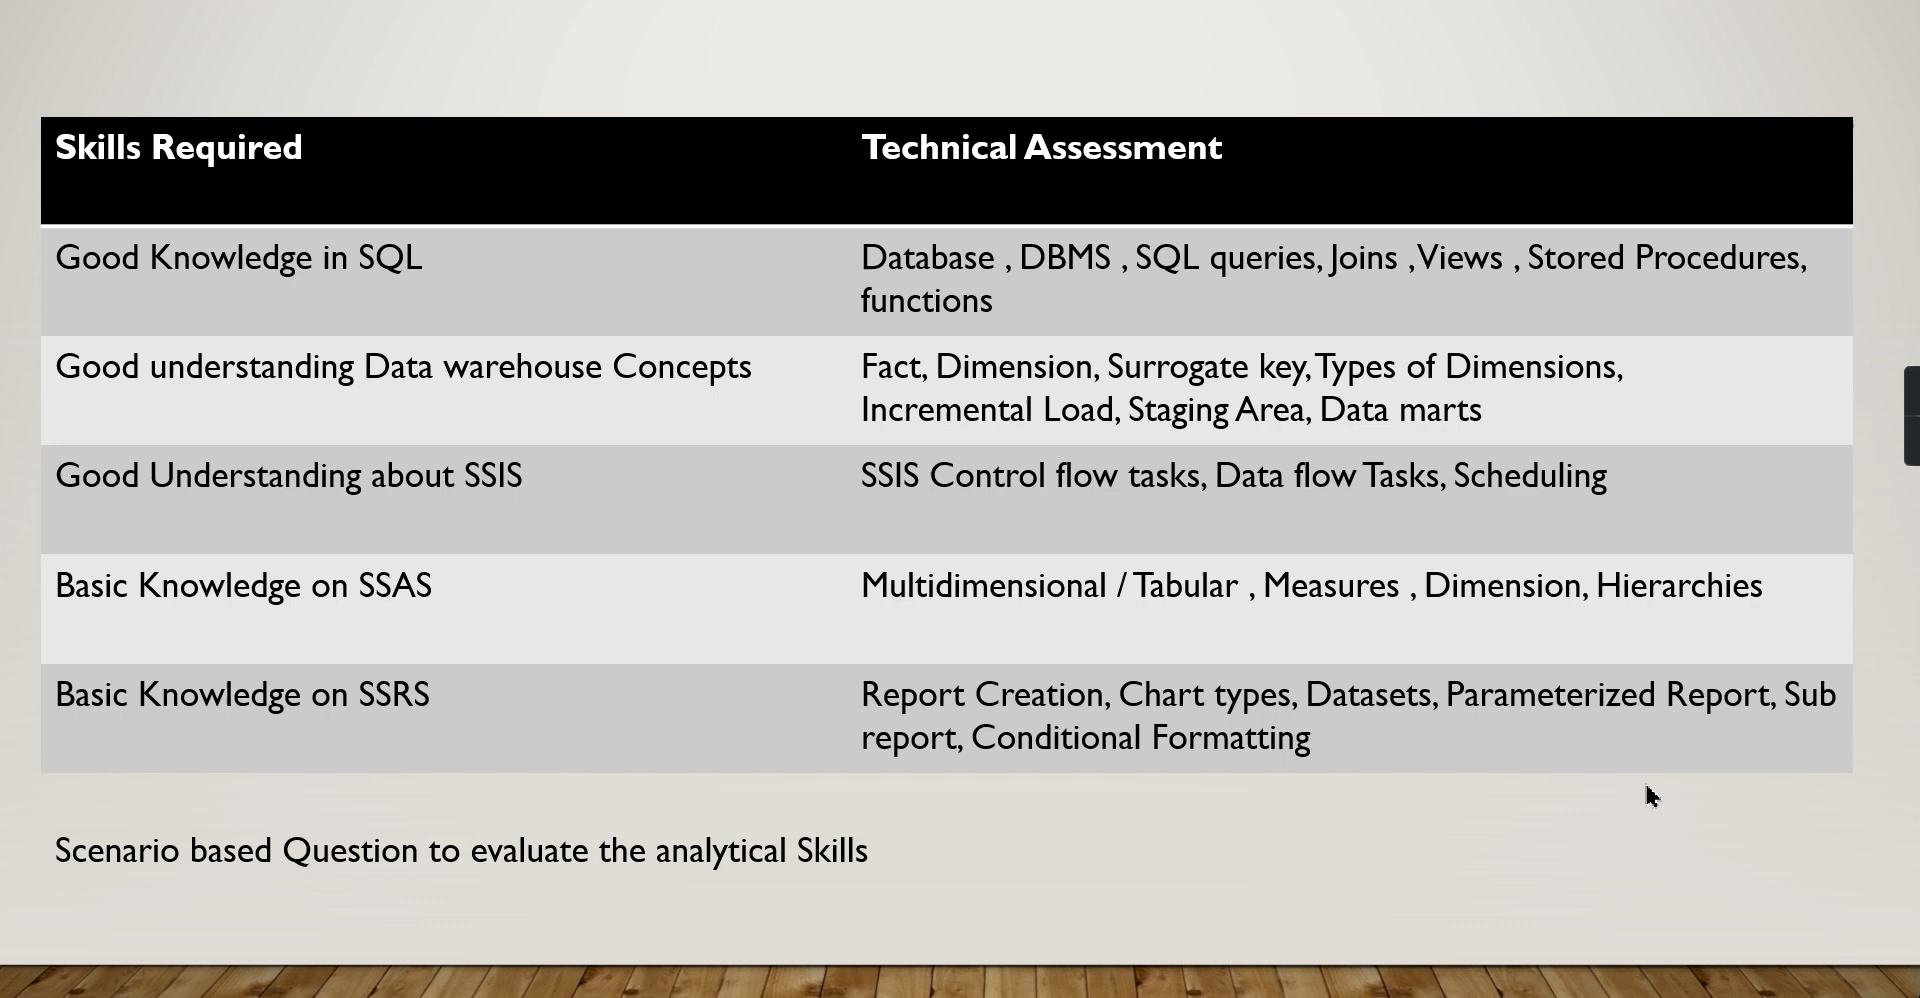 Skills Required
Technical Assessment
Good Knowledge in SQL
Database , DBMS , SQL queries, Joins , Views , Stored Procedures,
functions
Good understanding Data warehouse Concepts
Fact, Dimension, Surrogate key, Types of Dimensions,
Incremental Load, Staging Area, Data marts
Good Understanding about SSIS
SSIS Control flow tasks, Data flow Tasks, Scheduling
Basic Knowledge on SSAS
Multidimensional / Tabular , Measures , Dimension, Hierarchies
Basic Knowledge on SSRS
Report Creation, Chart types, Datasets, Parameterized Report, Sub
report, Conditional Formatting
Scenario based Question to evaluate the analytical Skills